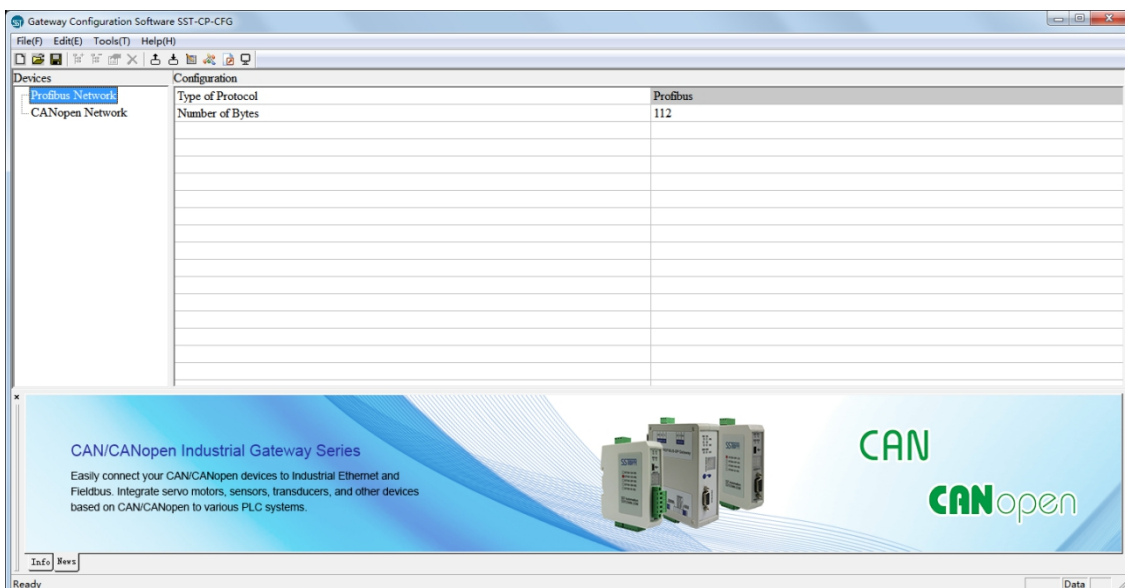 SST Gateway Configuration Software SST-CP-CFG
File(F) Edit(E) Tools(T) Help(H)
Devices
Configuration
Profibus Network
CANopen Network
Type of Protocol Profibus
Number of Bytes 112
CAN/CANopen Industrial Gateway Series
Easily connect your CAN/CANopen devices to Industrial Ethernet and
Fieldbus. Integrate servo motors, sensors, transducers, and other devices
based on CAN/CANopen to various PLC systems.
CAN
CANopen
Info News
Ready Data